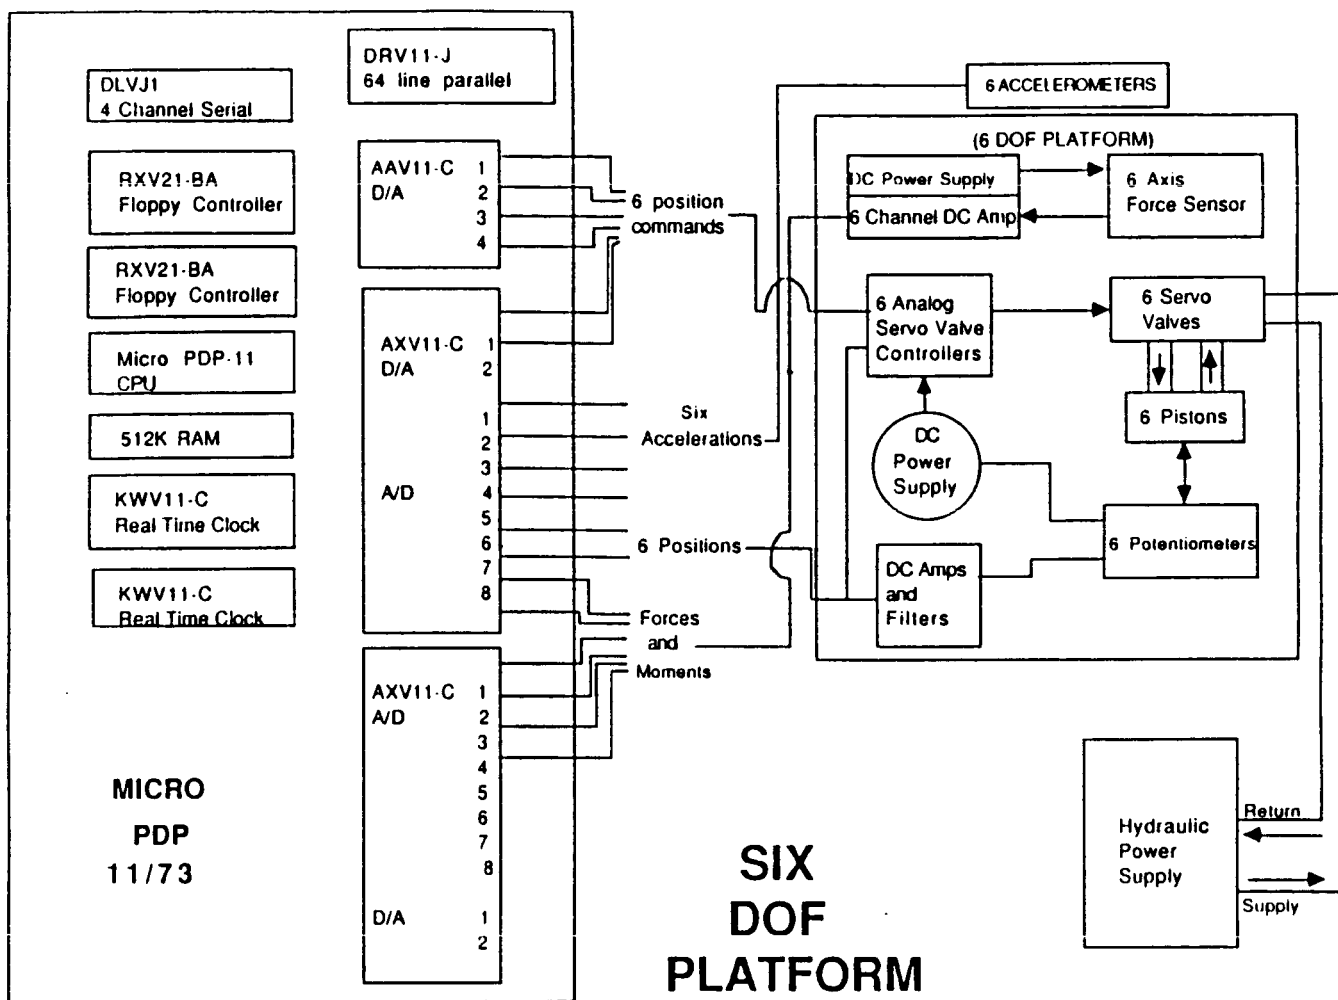 DLVJ1
4 Channel Serial
RXV21-BA
Floppy Controller
RXV21-BA
Floppy Controller
Micro PDP-11
CPU
512K RAM
KWV11-C
Real Time Clock
KWV11-C
Real Time Clock
MICRO
PDP
11/73
DRV11-J
64 line parallel
AAV11-C 1
D/A 2
3
4
AXV11-C 1
D/A 2
1
2
3
A/D 4
5
6
7
8
AXV11-C 1
A/D 2
3
4
5
6
7
8
D/A 1
2
6 position
commands
Six
Accelerations
6 Positions
Forces
and
Moments
6 ACCELEROMETERS
(6 DOF PLATFORM)
DC Power Supply
6 Channel DC Amp
6 Axis
Force Sensor
6 Analog
Servo Valve
Controllers
6 Servo
Valves
6 Pistons
DC
Power
Supply
6 Potentiometers
DC Amps
and
Filters
Hydraulic
Power
Supply
Return
Supply
SIX
DOF
PLATFORM